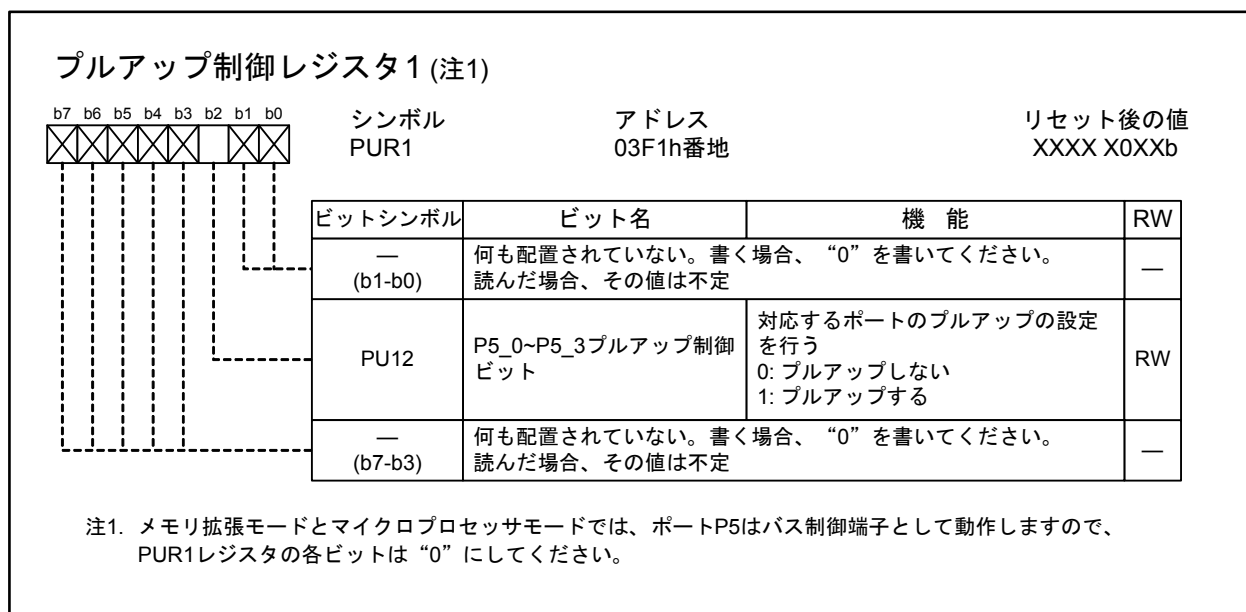 プルアップ制御レジスタ1 (注1)
b7 b6 b5 b4 b3 b2 b1 b0
シンボル アドレス リセット後の値
PUR1 03F1h番地 XXXX X0XXb
ビットシンボル ビット名 機 能 RW
— (b1-b0) 何も配置されていない。書く場合、“0”を書いてください。
読んだ場合、その値は不定 —
PU12 P5_0~P5_3プルアップ制御
ビット
対応するポートのプルアップの設定
を行う
0: プルアップしない
1: プルアップする
RW
— (b7-b3) 何も配置されていない。書く場合、“0”を書いてください。
読んだ場合、その値は不定 —
注1. メモリ拡張モードとマイクロプロセッサモードでは、ポートP5はバス制御端子として動作しますので、
PUR1レジスタの各ビットは“0”にしてください。